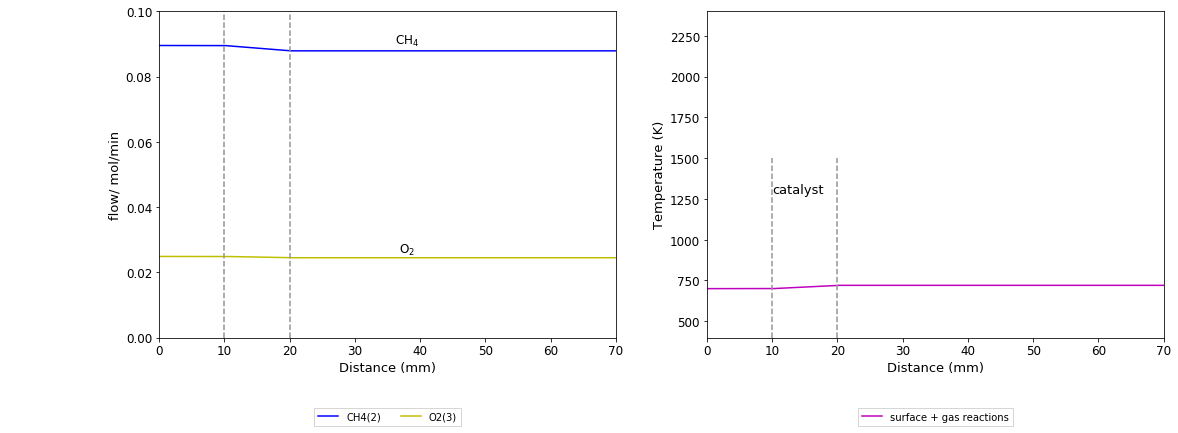 0.10
0.08
0.06
0.04
0.02
0.00
flow/ mol/min
CH4
O2
0 10 20 30 40 50 60 70
Distance (mm)
CH4(2) O2(3)
2250
2000
1750
1500
1250
1000
750
500
Temperature (K)
catalyst
0 10 20 30 40 50 60 70
Distance (mm)
surface + gas reactions